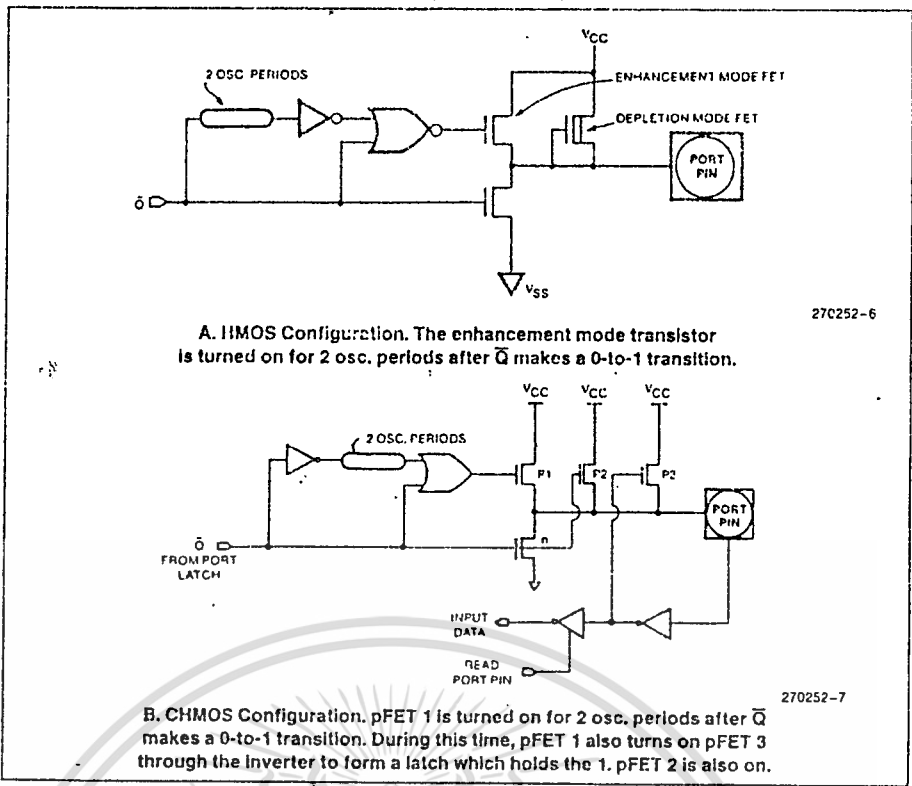 VCC
2 OSC. PERIODS
ENHANCEMENT MODE FET
DEPLETION MODE FET
PORT
PIN
Q̄
VSS
270252-6
A. HMOS Configuration. The enhancement mode transistor
is turned on for 2 osc. periods after Q̄ makes a 0-to-1 transition.
VCC VCC VCC
2 OSC. PERIODS
P1 P2 P2
PORT
PIN
n
Q̄
FROM PORT
LATCH
INPUT
DATA
READ
PORT PIN
270252-7
B. CHMOS Configuration. pFET 1 is turned on for 2 osc. periods after Q̄
makes a 0-to-1 transition. During this time, pFET 1 also turns on pFET 3
through the inverter to form a latch which holds the 1. pFET 2 is also on.